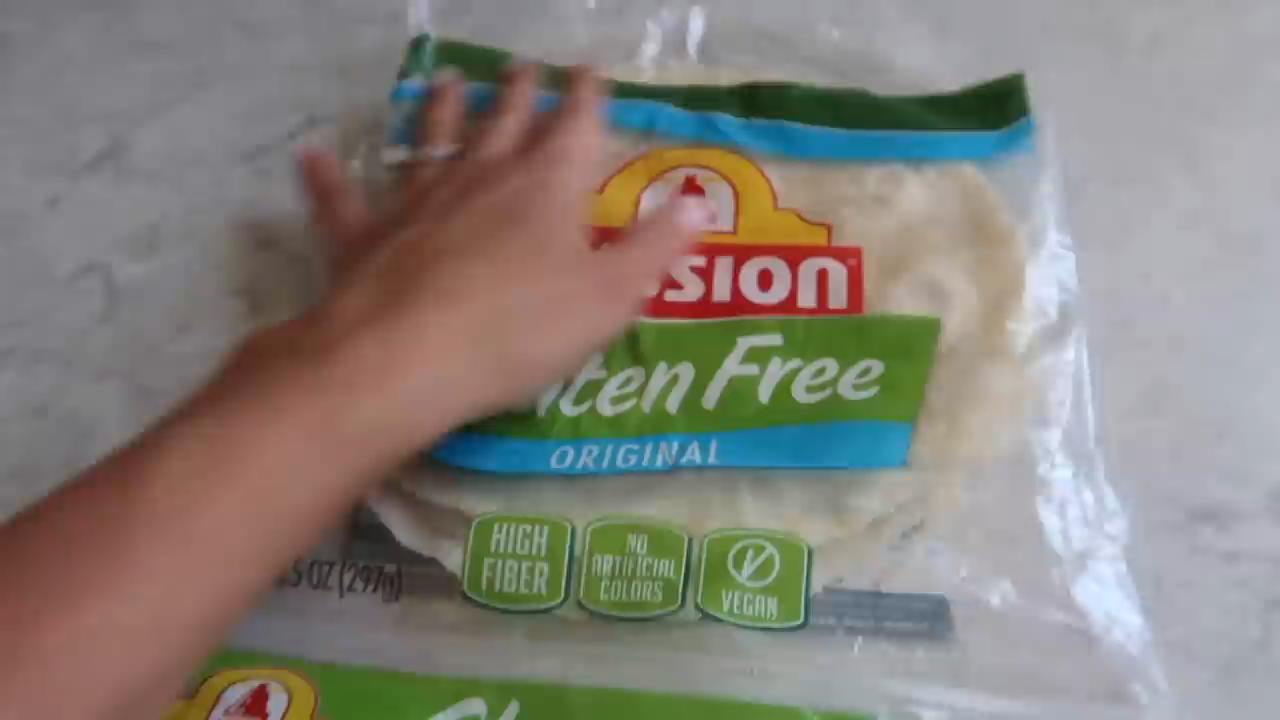 sion
ten Free
ORIGINAL
HIGH
FIBER
NO
ARTIFICIAL
COLORS
VEGAN
.5 OZ (297g)